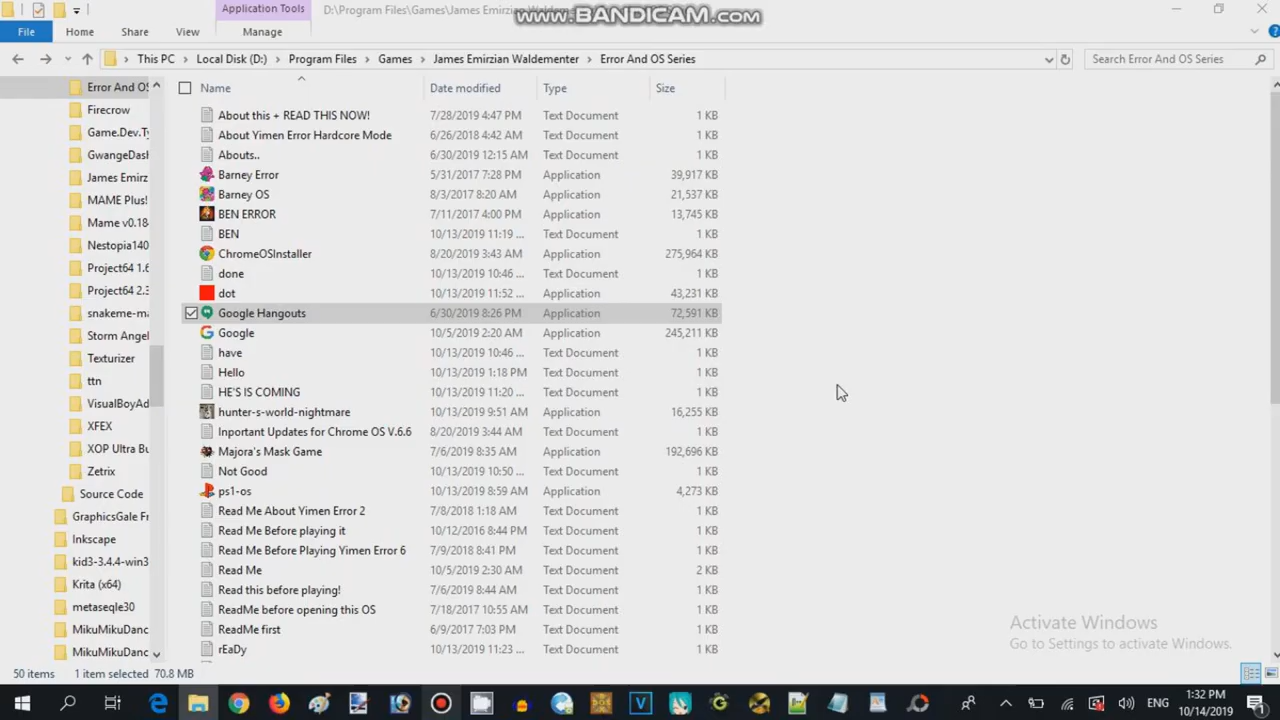 Application Tools
D:\Program Files\Games\James Emirzian Waldementer
www.BANDICAM.com
File Home Share View Manage
This PC Local Disk (D:) Program Files Games James Emirzian Waldementer Error And OS Series
Search Error And OS Series
Name Date modified Type Size
Error And OS
Firecrow
Game.Dev.Ty
GwangeDash
James Emirz
MAME Plus!
Mame v0.18
Nestopia140
Project64 1.6
Project64 2.3
snakeme-ma
Storm Angel
Texturizer
ttn
VisualBoyAd
XFEX
XOP Ultra Bu
Zetrix
Source Code
GraphicsGale Fr
Inkscape
kid3-3.4.4-win3
Krita (x64)
metaseqle30
MikuMikuDanc
MikuMikuDanc
About this + READ THIS NOW! 7/28/2019 4:47 PM Text Document 1 KB
About Yimen Error Hardcore Mode 6/26/2018 4:42 AM Text Document 1 KB
Abouts.. 6/30/2019 12:15 AM Text Document 1 KB
Barney Error 5/31/2017 7:28 PM Application 39,917 KB
Barney OS 8/3/2017 8:20 AM Application 21,537 KB
BEN ERROR 7/11/2017 4:00 PM Application 13,745 KB
BEN 10/13/2019 11:19 ... Text Document 1 KB
ChromeOSInstaller 8/20/2019 3:43 AM Application 275,964 KB
done 10/13/2019 10:46 ... Text Document 1 KB
dot 10/13/2019 11:52 ... Application 43,231 KB
Google Hangouts 6/30/2019 8:26 PM Application 72,591 KB
Google 10/5/2019 2:20 AM Application 245,211 KB
have 10/13/2019 10:46 ... Text Document 1 KB
Hello 10/13/2019 1:18 PM Text Document 1 KB
HE'S IS COMING 10/13/2019 11:20 ... Text Document 1 KB
hunter-s-world-nightmare 10/13/2019 9:51 AM Application 16,255 KB
Inportant Updates for Chrome OS V.6.6 8/20/2019 3:44 AM Text Document 1 KB
Majora's Mask Game 7/6/2019 8:35 AM Application 192,696 KB
Not Good 10/13/2019 10:50 ... Text Document 1 KB
ps1-os 10/13/2019 8:59 AM Application 4,273 KB
Read Me About Yimen Error 2 7/8/2018 1:18 AM Text Document 1 KB
Read Me Before playing it 10/12/2016 8:44 PM Text Document 1 KB
Read Me Before Playing Yimen Error 6 7/9/2018 8:41 PM Text Document 1 KB
Read Me 10/5/2019 2:30 AM Text Document 2 KB
Read this before playing! 7/6/2019 8:44 AM Text Document 1 KB
ReadMe before opening this OS 7/18/2017 10:55 AM Text Document 1 KB
ReadMe first 6/9/2017 7:03 PM Text Document 1 KB
rEaDy 10/13/2019 11:23 ... Text Document 1 KB
Activate Windows
Go to Settings to activate Windows.
50 items 1 item selected 70.8 MB
ENG
1:32 PM
10/14/2019